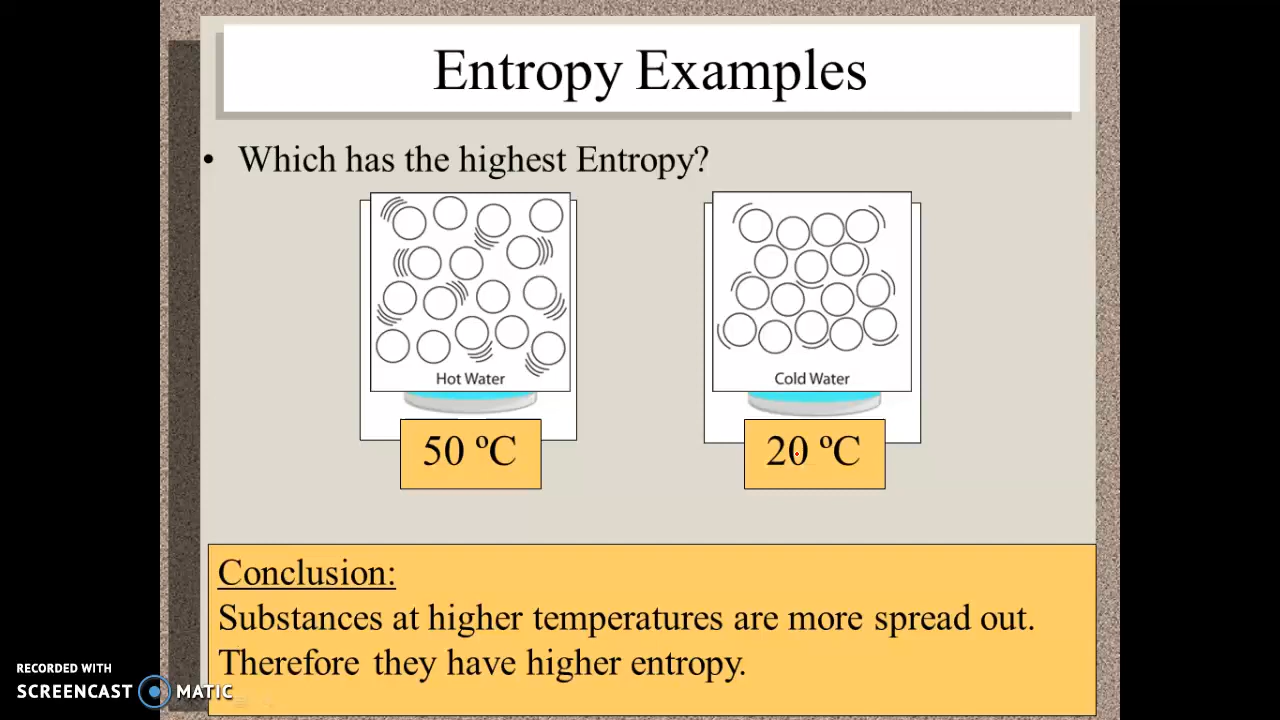 Entropy Examples
• Which has the highest Entropy?
Hot Water
Cold Water
50 ºC
20 ºC
Conclusion:
Substances at higher temperatures are more spread out.
Therefore they have higher entropy.
RECORDED WITH
SCREENCAST MATIC